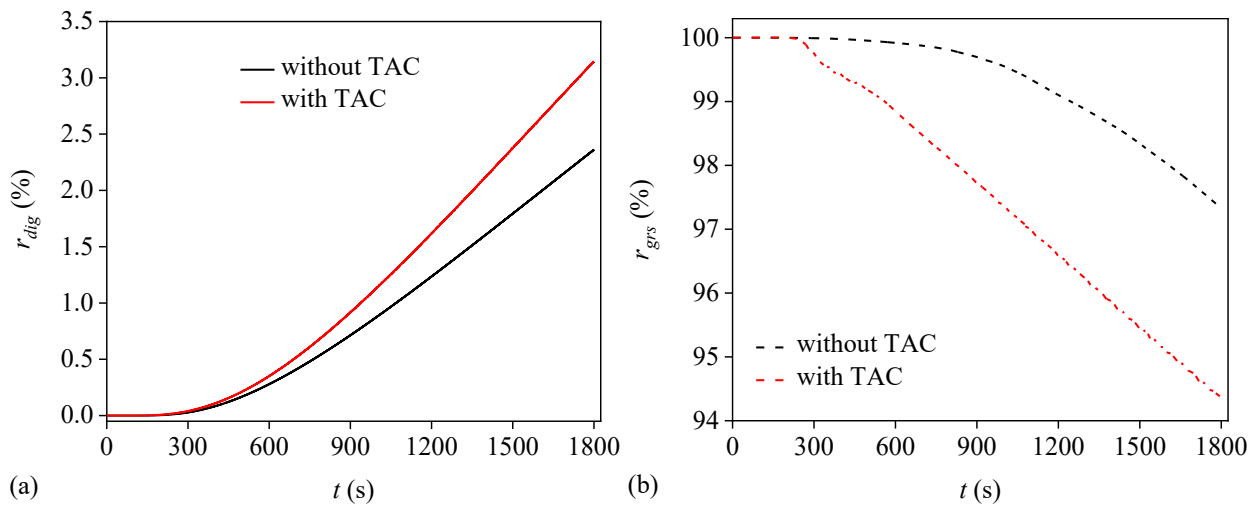 3.5
3.0
2.5
2.0
1.5
1.0
0.5
0.0
r_dig (%)
without TAC
with TAC
0 300 600 900 1200 1500 1800
t (s)
(a)
100
99
98
97
96
95
94
r_grs (%)
without TAC
with TAC
0 300 600 900 1200 1500 1800
t (s)
(b)